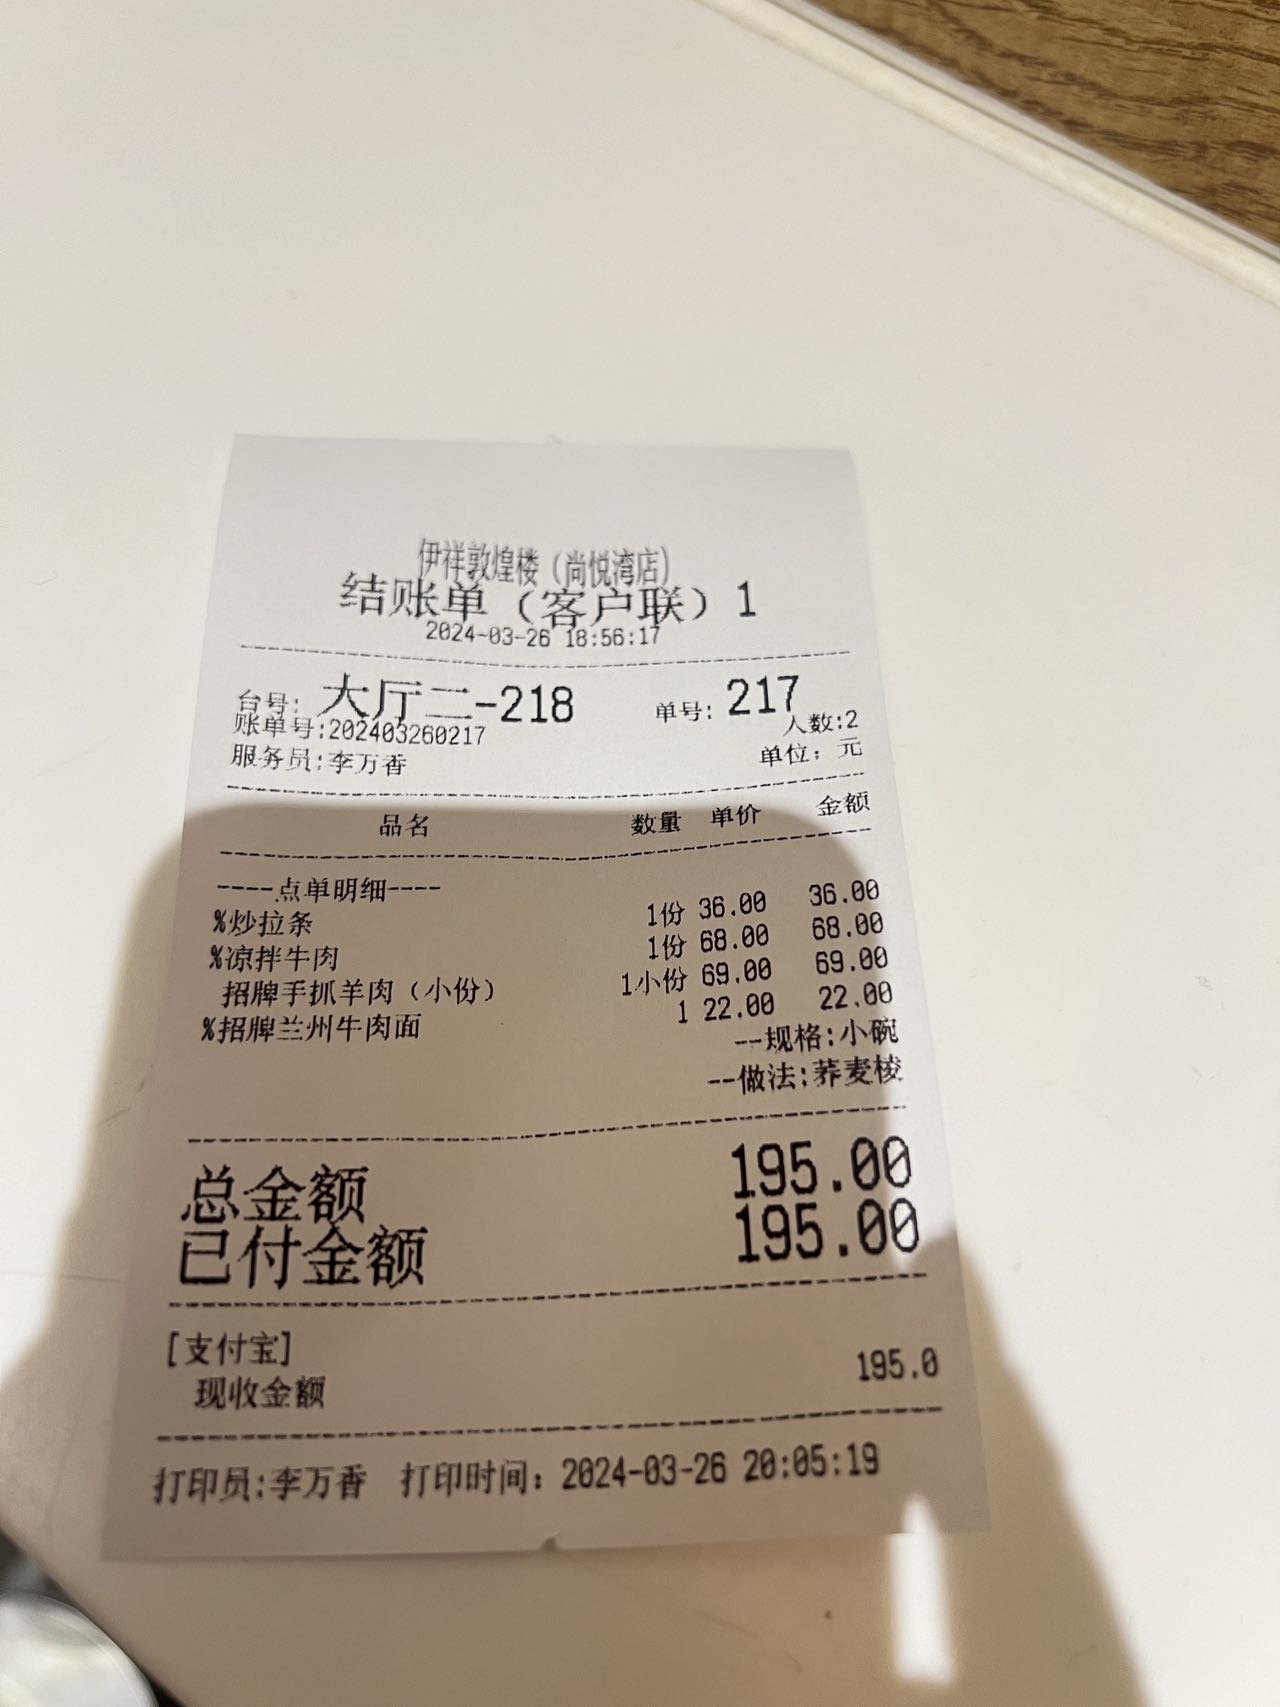 伊祥敦煌楼（尚悦湾店）
结账单（客户联）1
2024-03-26 18:56:17
台号: 大厅二-218 单号: 217
账单号:202403260217 人数:2
服务员:李万香 单位: 元
品名 数量 单价 金额
----点单明细----
%炒拉条 1份 36.00 36.00
%凉拌牛肉 1份 68.00 68.00
招牌手抓羊肉（小份） 1小份 69.00 69.00
%招牌兰州牛肉面 1 22.00 22.00
--规格:小碗
--做法:荞麦棱
总金额 195.00
已付金额 195.00
[支付宝]
现收金额 195.0
打印员:李万香 打印时间: 2024-03-26 20:05:19